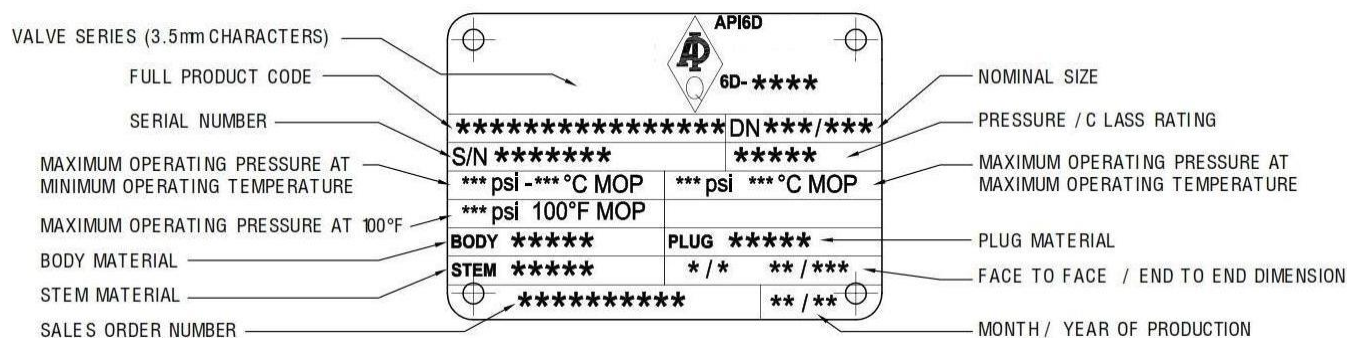 API6D
VALVE SERIES (3.5mm CHARACTERS)
FULL PRODUCT CODE
6D-****
NOMINAL SIZE
SERIAL NUMBER
***************** DN***/***
PRESSURE / C LASS RATING
S/N *******
*****
MAXIMUM OPERATING PRESSURE AT
MINIMUM OPERATING TEMPERATURE
*** psi -*** °C MOP
*** psi *** °C MOP
MAXIMUM OPERATING PRESSURE AT
MAXIMUM OPERATING TEMPERATURE
MAXIMUM OPERATING PRESSURE AT 100°F
*** psi 100°F MOP
BODY MATERIAL
BODY *****
PLUG *****
PLUG MATERIAL
STEM MATERIAL
STEM *****
*/* **/***
FACE TO FACE / END TO END DIMENSION
SALES ORDER NUMBER
**********
**/**
MONTH / YEAR OF PRODUCTION